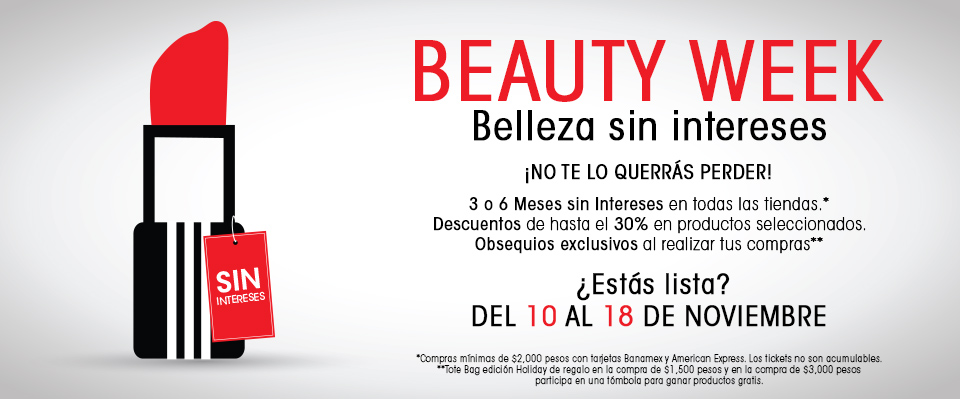 BEAUTY WEEK
Belleza sin intereses
¡NO TE LO QUERRÁS PERDER!
3 o 6 Meses sin Intereses en todas las tiendas.*
Descuentos de hasta el 30% en productos seleccionados.
Obsequios exclusivos al realizar tus compras**
SIN
INTERESES
¿Estás lista?
DEL 10 AL 18 DE NOVIEMBRE
*Compras mínimas de $2,000 pesos con tarjetas Banamex y American Express. Los tickets no son acumulables.
**Tote Bag edición Holiday de regalo en la compra de $1,500 pesos y en la compra de $3,000 pesos
participa en una tómbola para ganar productos gratis.